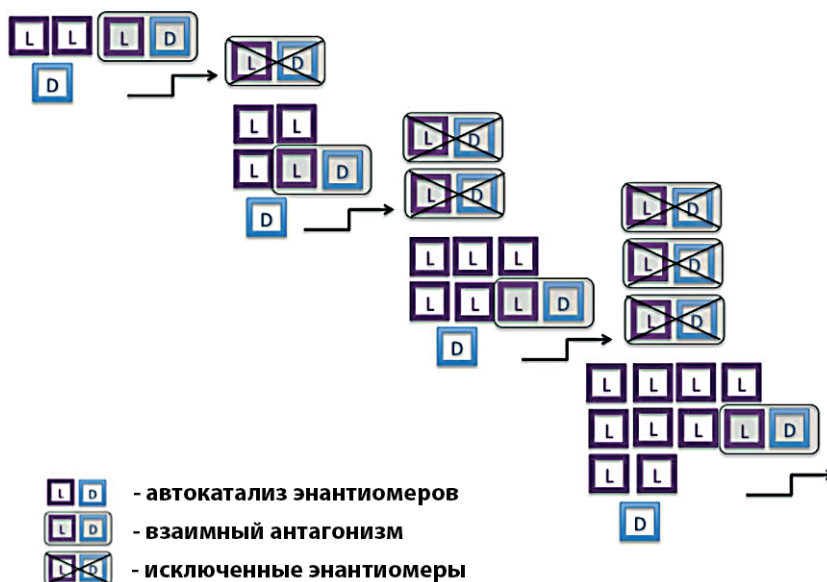 L L L D
D
L D
L L
L L D
D
L D
L D
L L L
L L L D
D
L D
L D
L D
L L L L
L L L L D
L L
D
L D - автокатализ энантиомеров
L D - взаимный антагонизм
L D - исключенные энантиомеры